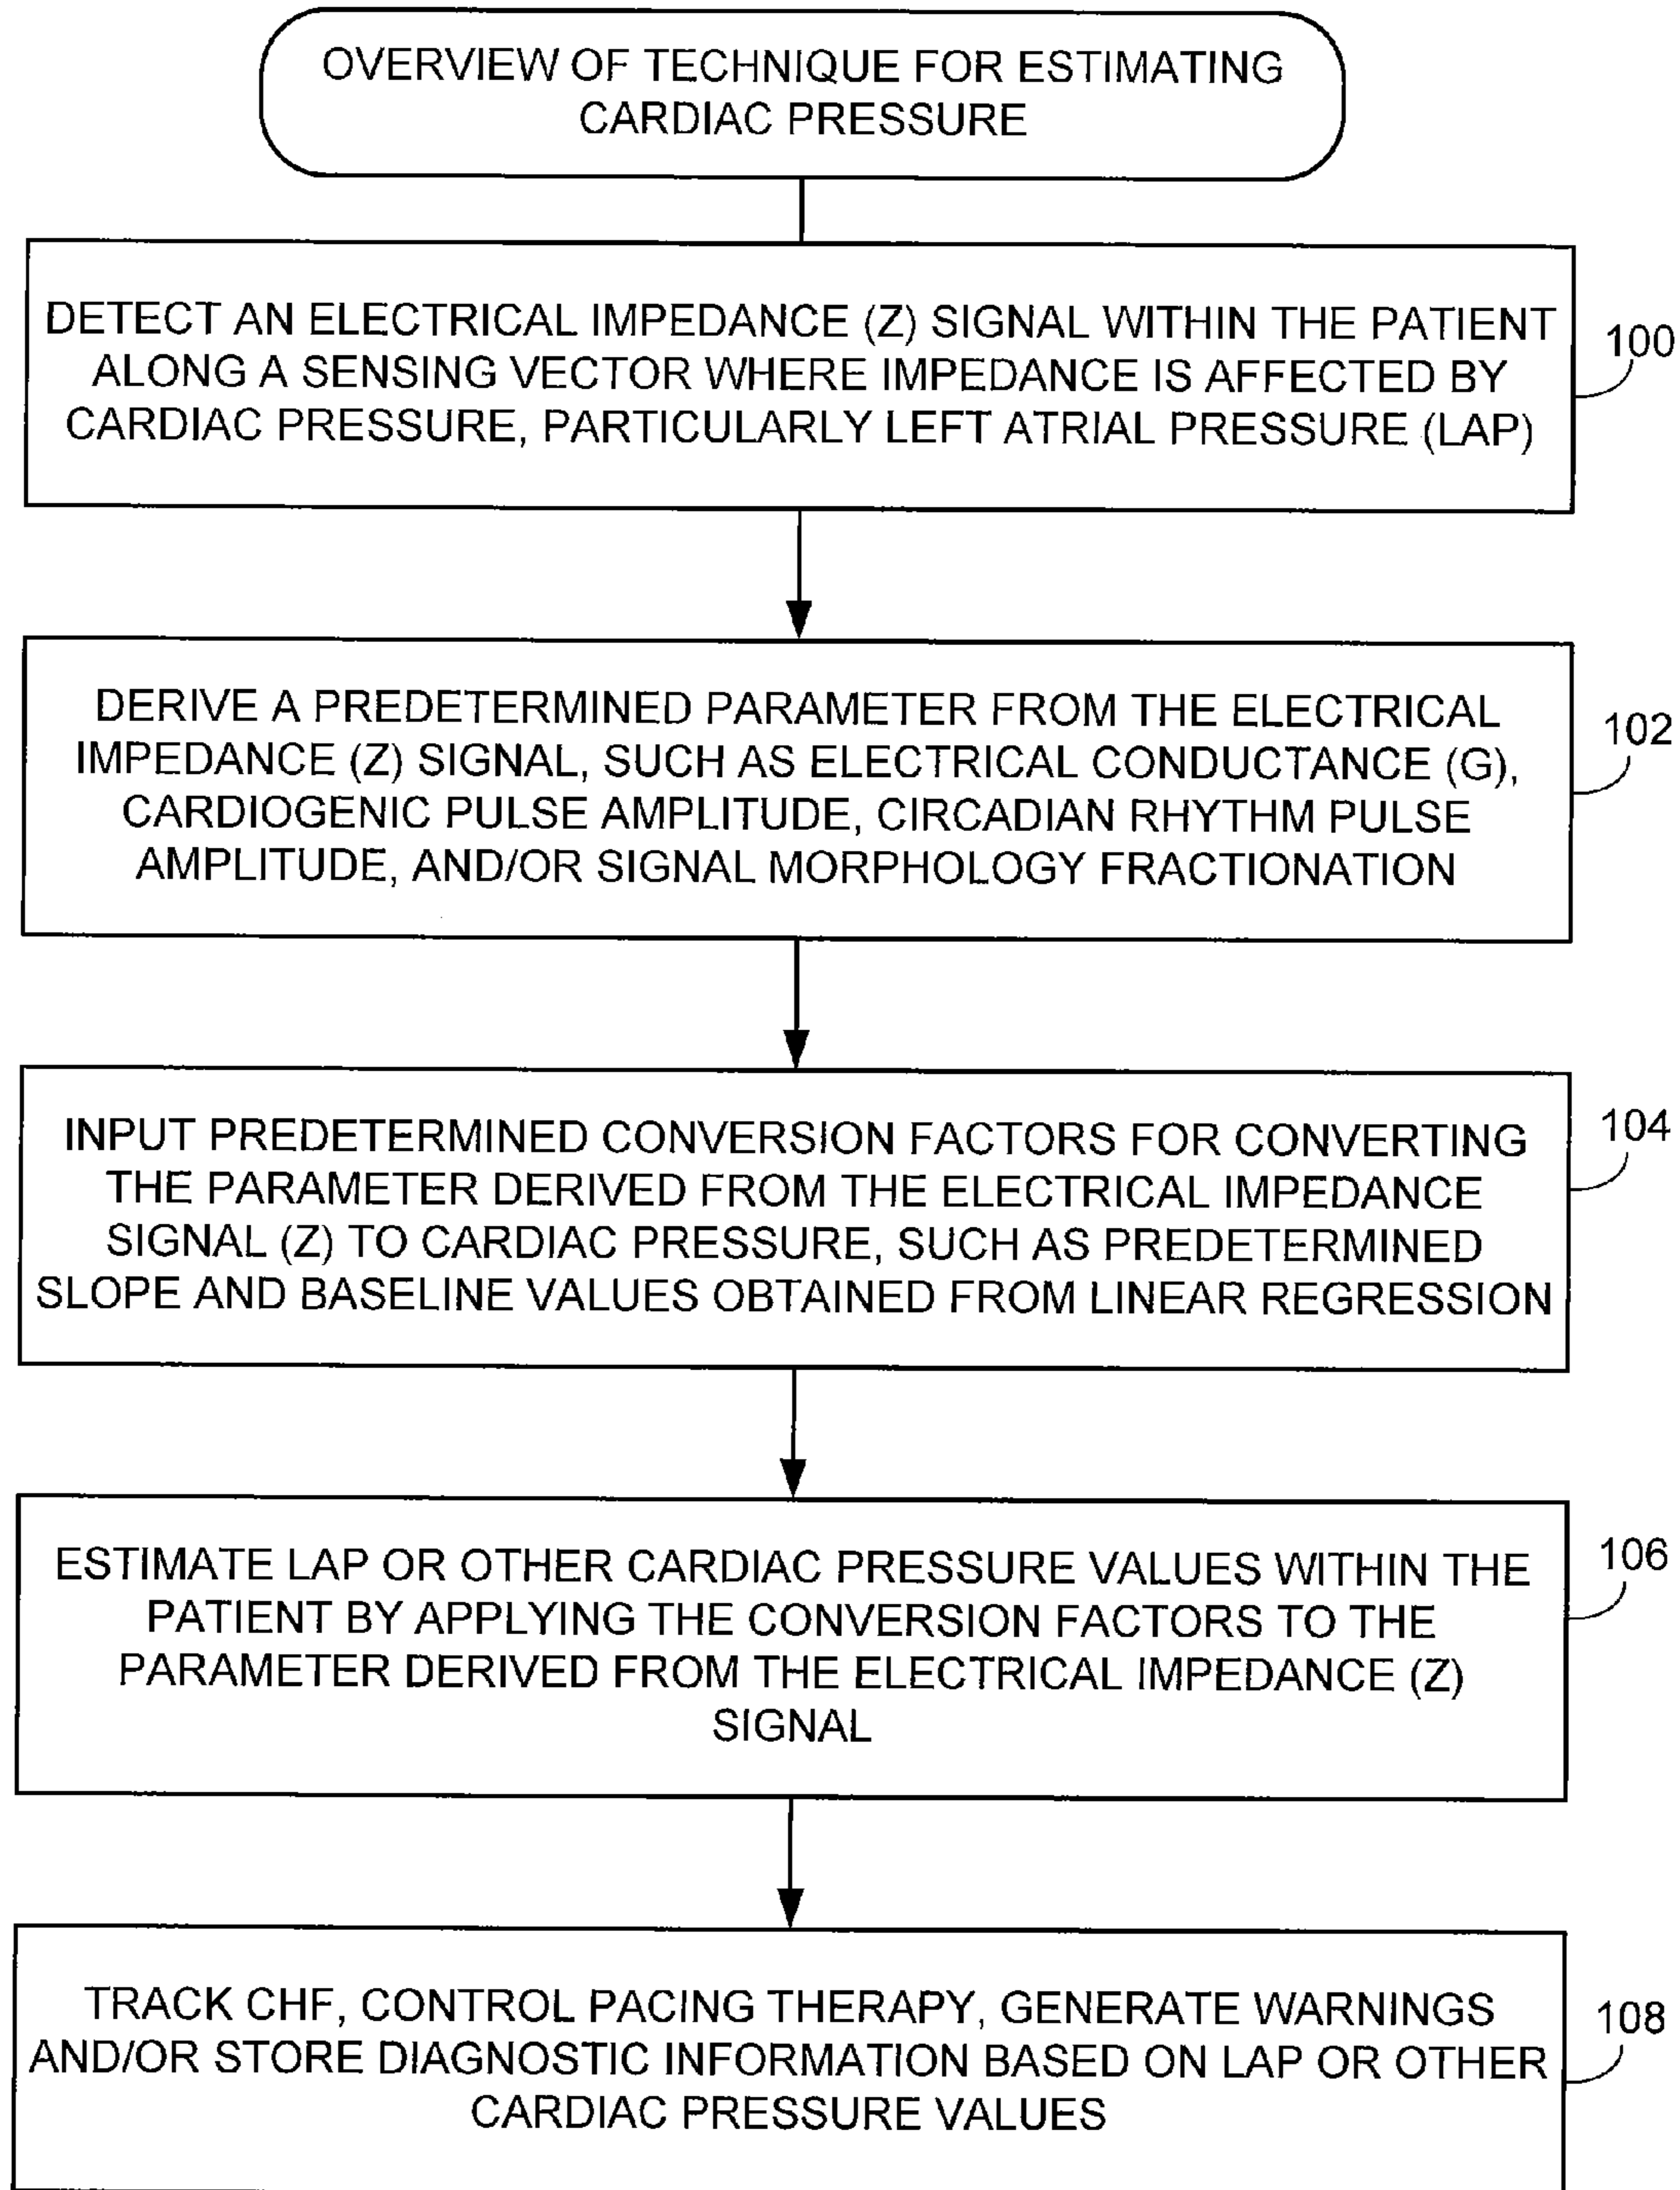 OVERVIEW OF TECHNIQUE FOR ESTIMATING
CARDIAC PRESSURE
DETECT AN ELECTRICAL IMPEDANCE (Z) SIGNAL WITHIN THE PATIENT
ALONG A SENSING VECTOR WHERE IMPEDANCE IS AFFECTED BY
CARDIAC PRESSURE, PARTICULARLY LEFT ATRIAL PRESSURE (LAP)
100
DERIVE A PREDETERMINED PARAMETER FROM THE ELECTRICAL
IMPEDANCE (Z) SIGNAL, SUCH AS ELECTRICAL CONDUCTANCE (G),
CARDIOGENIC PULSE AMPLITUDE, CIRCADIAN RHYTHM PULSE
AMPLITUDE, AND/OR SIGNAL MORPHOLOGY FRACTIONATION
102
INPUT PREDETERMINED CONVERSION FACTORS FOR CONVERTING
THE PARAMETER DERIVED FROM THE ELECTRICAL IMPEDANCE
SIGNAL (Z) TO CARDIAC PRESSURE, SUCH AS PREDETERMINED
SLOPE AND BASELINE VALUES OBTAINED FROM LINEAR REGRESSION
104
ESTIMATE LAP OR OTHER CARDIAC PRESSURE VALUES WITHIN THE
PATIENT BY APPLYING THE CONVERSION FACTORS TO THE
PARAMETER DERIVED FROM THE ELECTRICAL IMPEDANCE (Z)
SIGNAL
106
TRACK CHF, CONTROL PACING THERAPY, GENERATE WARNINGS
AND/OR STORE DIAGNOSTIC INFORMATION BASED ON LAP OR OTHER
CARDIAC PRESSURE VALUES
108